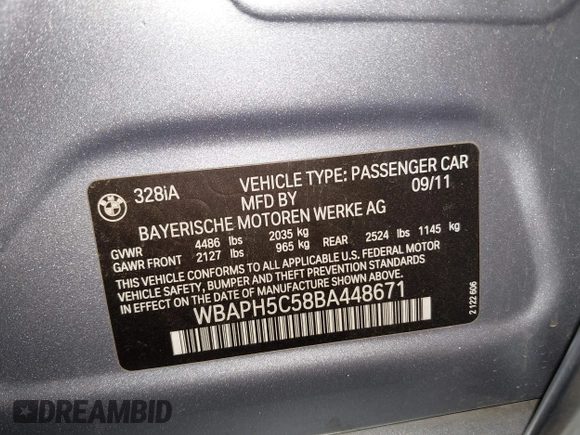 328iA VEHICLE TYPE: PASSENGER CAR
MFD BY 09/11
BAYERISCHE MOTOREN WERKE AG
GVWR 4486 lbs 2035 kg
GAWR FRONT 2127 lbs 965 kg REAR 2524 lbs 1145 kg
THIS VEHICLE CONFORMS TO ALL APPLICABLE U.S. FEDERAL MOTOR
VEHICLE SAFETY, BUMPER AND THEFT PREVENTION STANDARDS
IN EFFECT ON THE DATE OF MANUFACTURE SHOWN ABOVE.
WBAPH5C58BA448671
2 122 606
DREAMBID